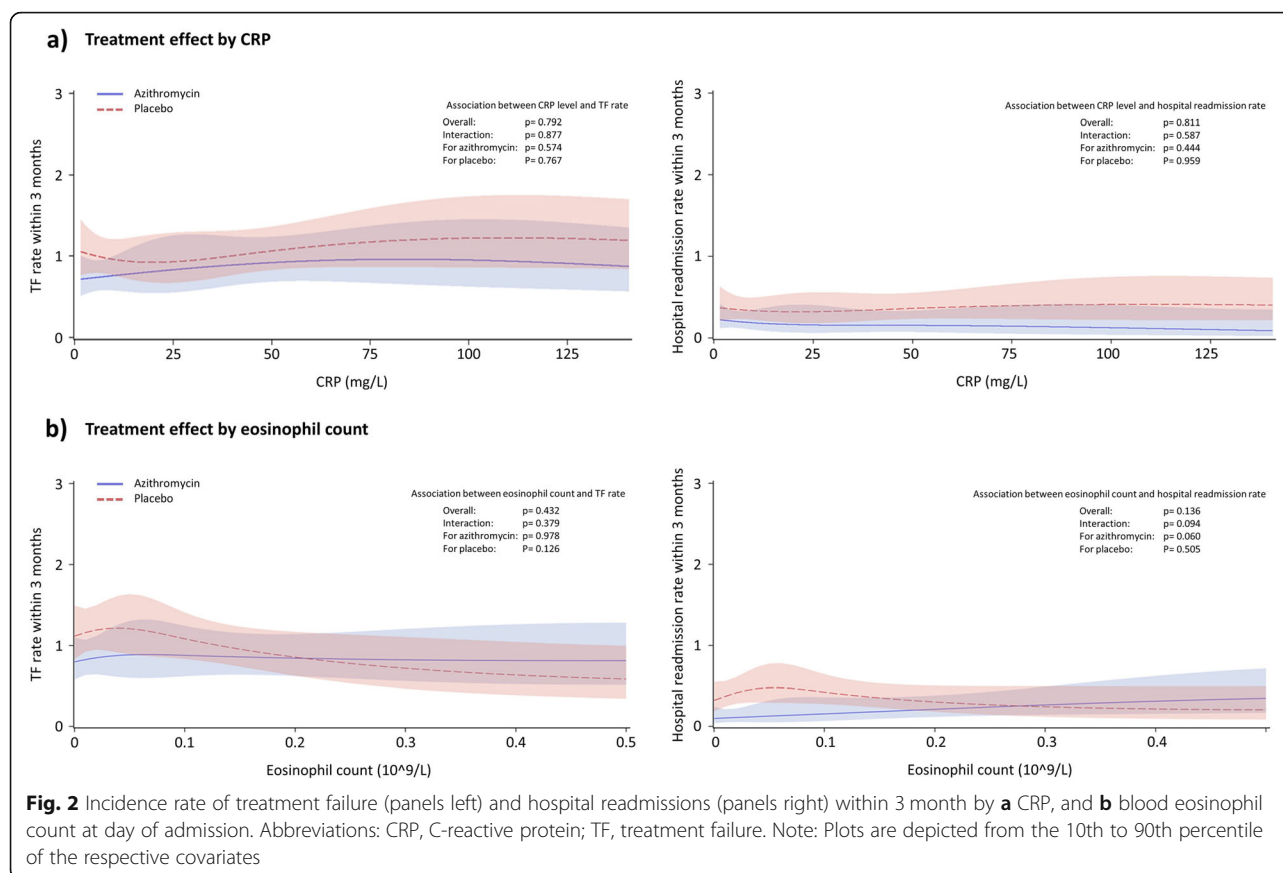 a) Treatment effect by CRP
Azithromycin
Placebo
Association between CRP level and TF rate
Overall: p= 0.792
Interaction: p= 0.877
For azithromycin: p= 0.574
For placebo: P= 0.767
TF rate within 3 months
3
2
1
0
0 25 50 75 100 125
CRP (mg/L)
Association between CRP level and hospital readmission rate
Overall: p= 0.811
Interaction: p= 0.587
For azithromycin: p= 0.444
For placebo: P= 0.959
Hospital readmission rate within 3 months
3
2
1
0
0 25 50 75 100 125
CRP (mg/L)
b) Treatment effect by eosinophil count
Azithromycin
Placebo
Association between eosinophil count and TF rate
Overall: p= 0.432
Interaction: p= 0.379
For azithromycin: p= 0.978
For placebo: P= 0.126
TF rate within 3 months
3
2
1
0
0 0.1 0.2 0.3 0.4 0.5
Eosinophil count (10^9/L)
Association between eosinophil count and hospital readmission rate
Overall: p= 0.136
Interaction: p= 0.094
For azithromycin: p= 0.060
For placebo: P= 0.505
Hospital readmission rate within 3 months
3
2
1
0
0 0.1 0.2 0.3 0.4
Eosinophil count (10^9/L)
Fig. 2 Incidence rate of treatment failure (panels left) and hospital readmissions (panels right) within 3 month by a CRP, and b blood eosinophil
count at day of admission. Abbreviations: CRP, C-reactive protein; TF, treatment failure. Note: Plots are depicted from the 10th to 90th percentile
of the respective covariates